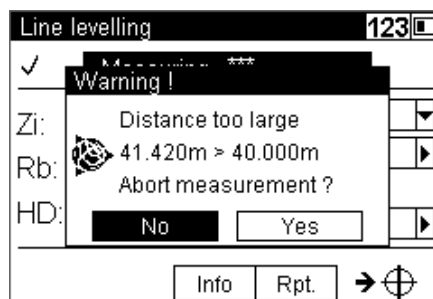 Line levelling 123
Measuring ***
Warning !
Zi:
Distance too large
41.420m > 40.000m
Rb:
Abort measurement ?
HD:
No Yes
Info Rpt.